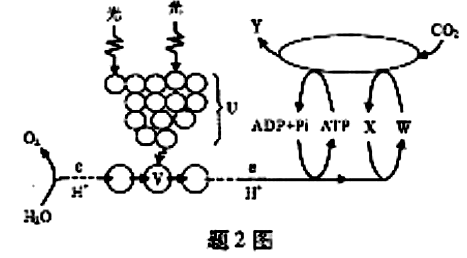 光 光
Y CO₂
U
ADP+Pi ATP X W
O₂
e V e
H⁺ H⁺
H₂O
题2图